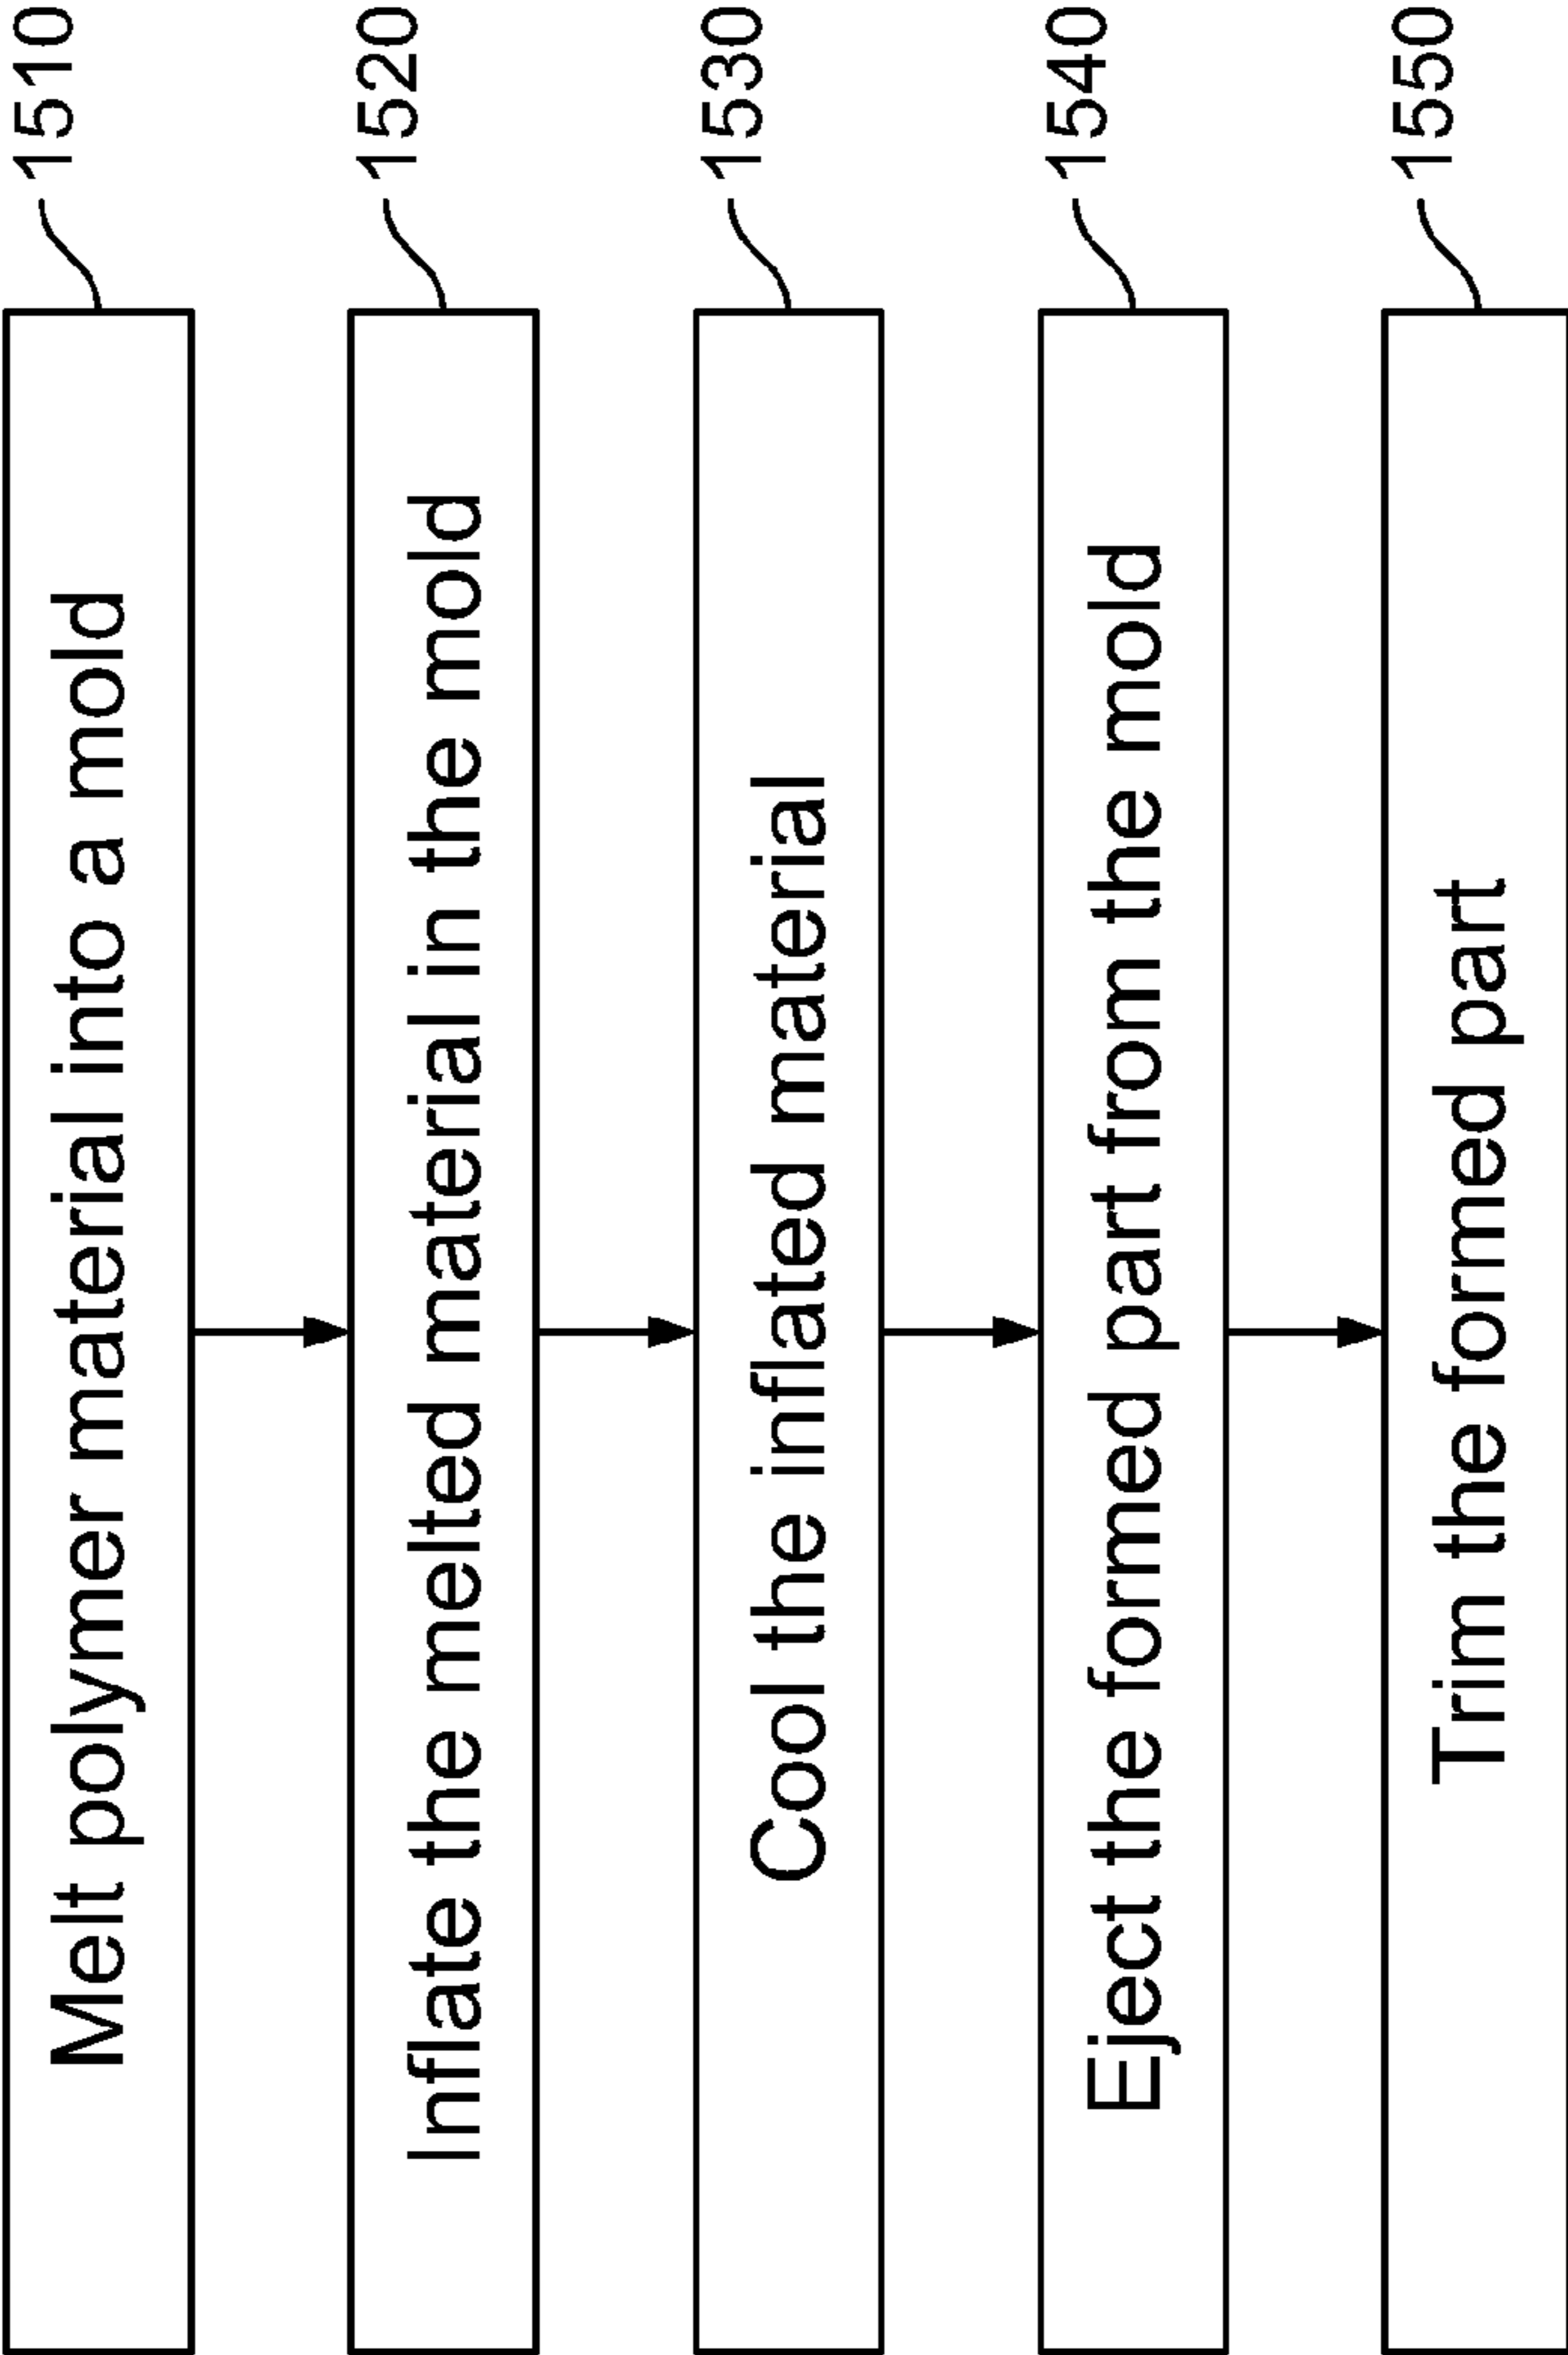 Melt polymer material into a mold
1510
Inflate the melted material in the mold
1520
Cool the inflated material
1530
Eject the formed part from the mold
1540
Trim the formed part
1550